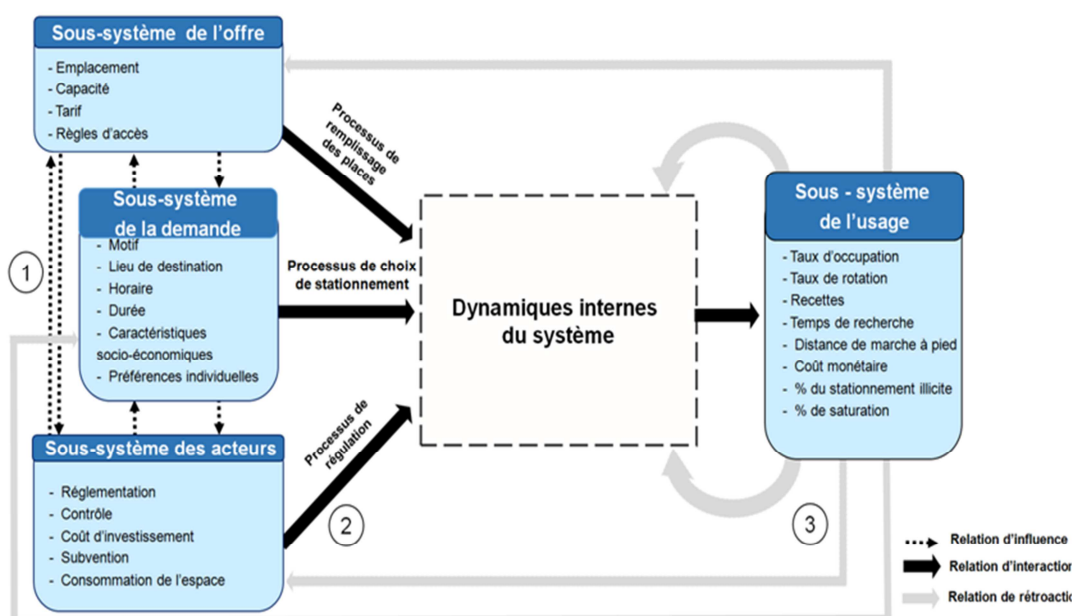 Sous-système de l'offre
- Emplacement
- Capacité
- Tarif
- Règles d'accès
Processus de
remplissage
des places
Sous-système
de la demande
- Motif
- Lieu de destination
- Horaire
- Durée
- Caractéristiques
socio-économiques
- Préférences individuelles
1
Processus de choix
de stationnement
Dynamiques internes
du système
Sous - système
de l'usage
- Taux d'occupation
- Taux de rotation
- Recettes
- Temps de recherche
- Distance de marche à pied
- Coût monétaire
- % du stationnement illicite
- % de saturation
Sous-système des acteurs
- Réglementation
- Contrôle
- Coût d'investissement
- Subvention
- Consommation de l'espace
Processus de
régulation
2
3
Relation d'influence
Relation d'interaction
Relation de rétroaction